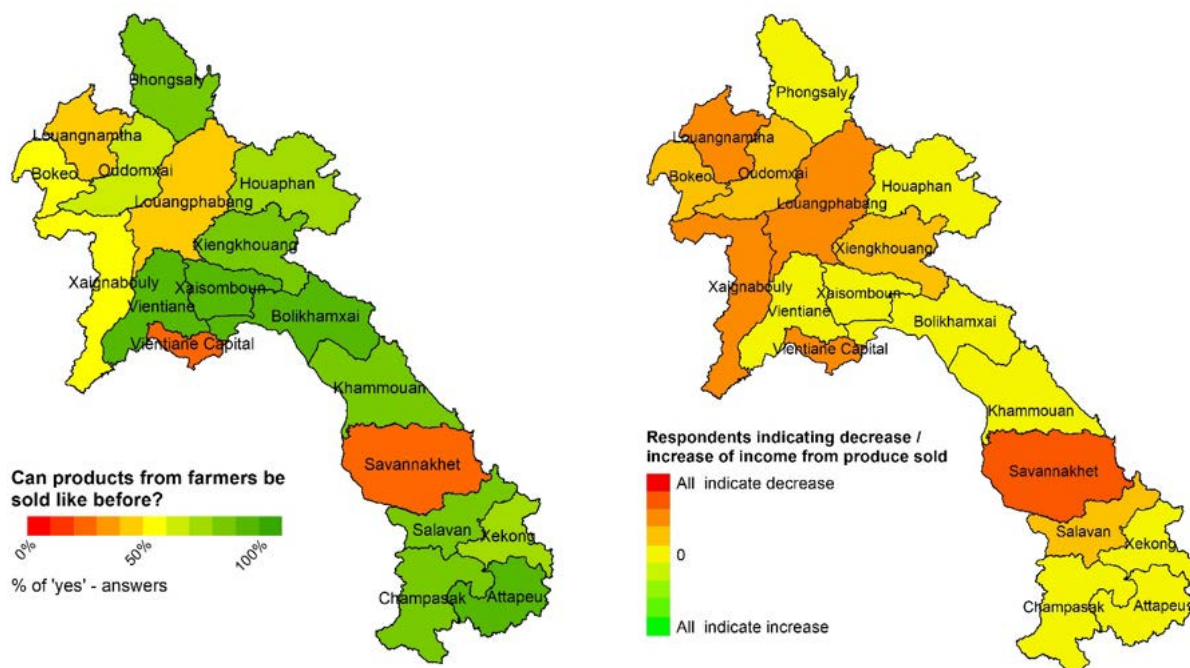 Phongsaly
Louangnamtha
Bokeo
Oudomxai
Louangphabang
Houaphan
Xiengkhouang
Xaignabouly
Vientiane
Xaisomboun
Bolikhamxai
Vientiane Capital
Khammouan
Savannakhet
Salavan
Xekong
Champasak
Attapeu
Can products from farmers be
sold like before?
0%
50%
100%
% of 'yes' - answers
Phongsaly
Louangnamtha
Bokeo
Oudomxai
Louangphabang
Houaphan
Xiengkhouang
Xaignabouly
Vientiane
Xaisomboun
Bolikhamxai
Vientiane Capital
Khammouan
Savannakhet
Salavan
Xekong
Champasak
Attapeu
Respondents indicating decrease /
increase of income from produce sold
All indicate decrease
0
All indicate increase